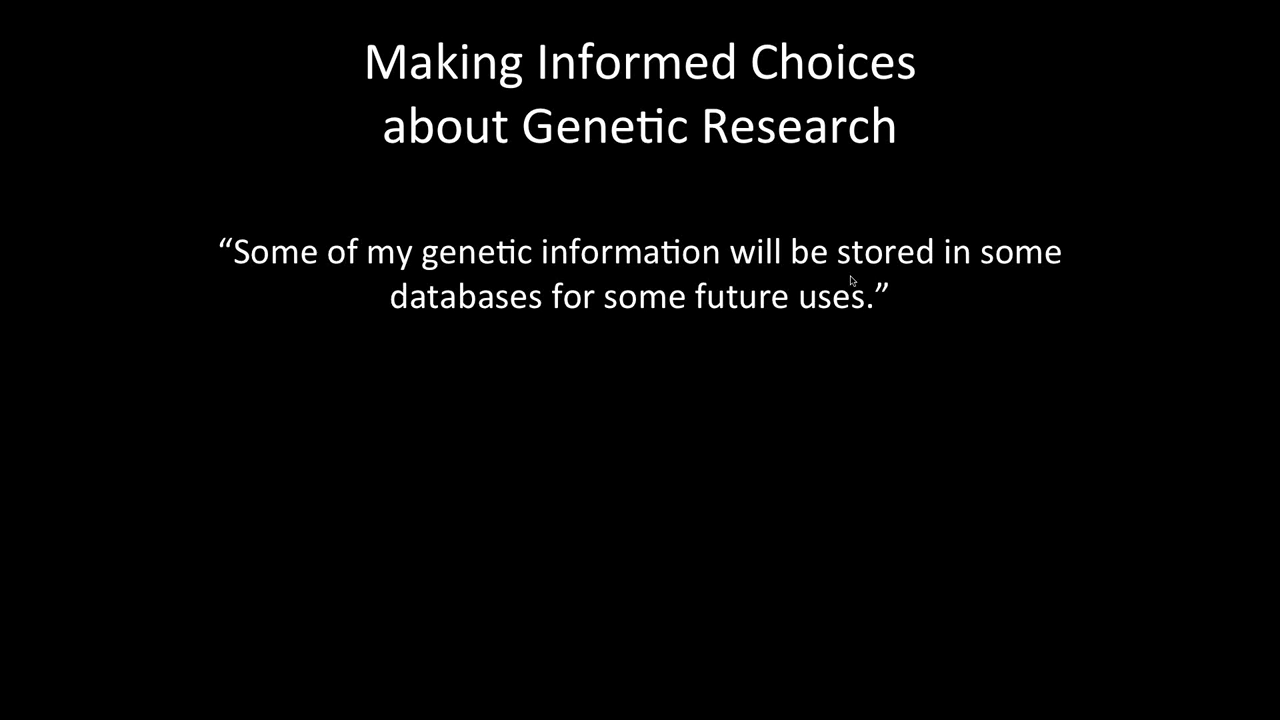 Making Informed Choices
about Genetic Research
“Some of my genetic information will be stored in some
databases for some future uses.”